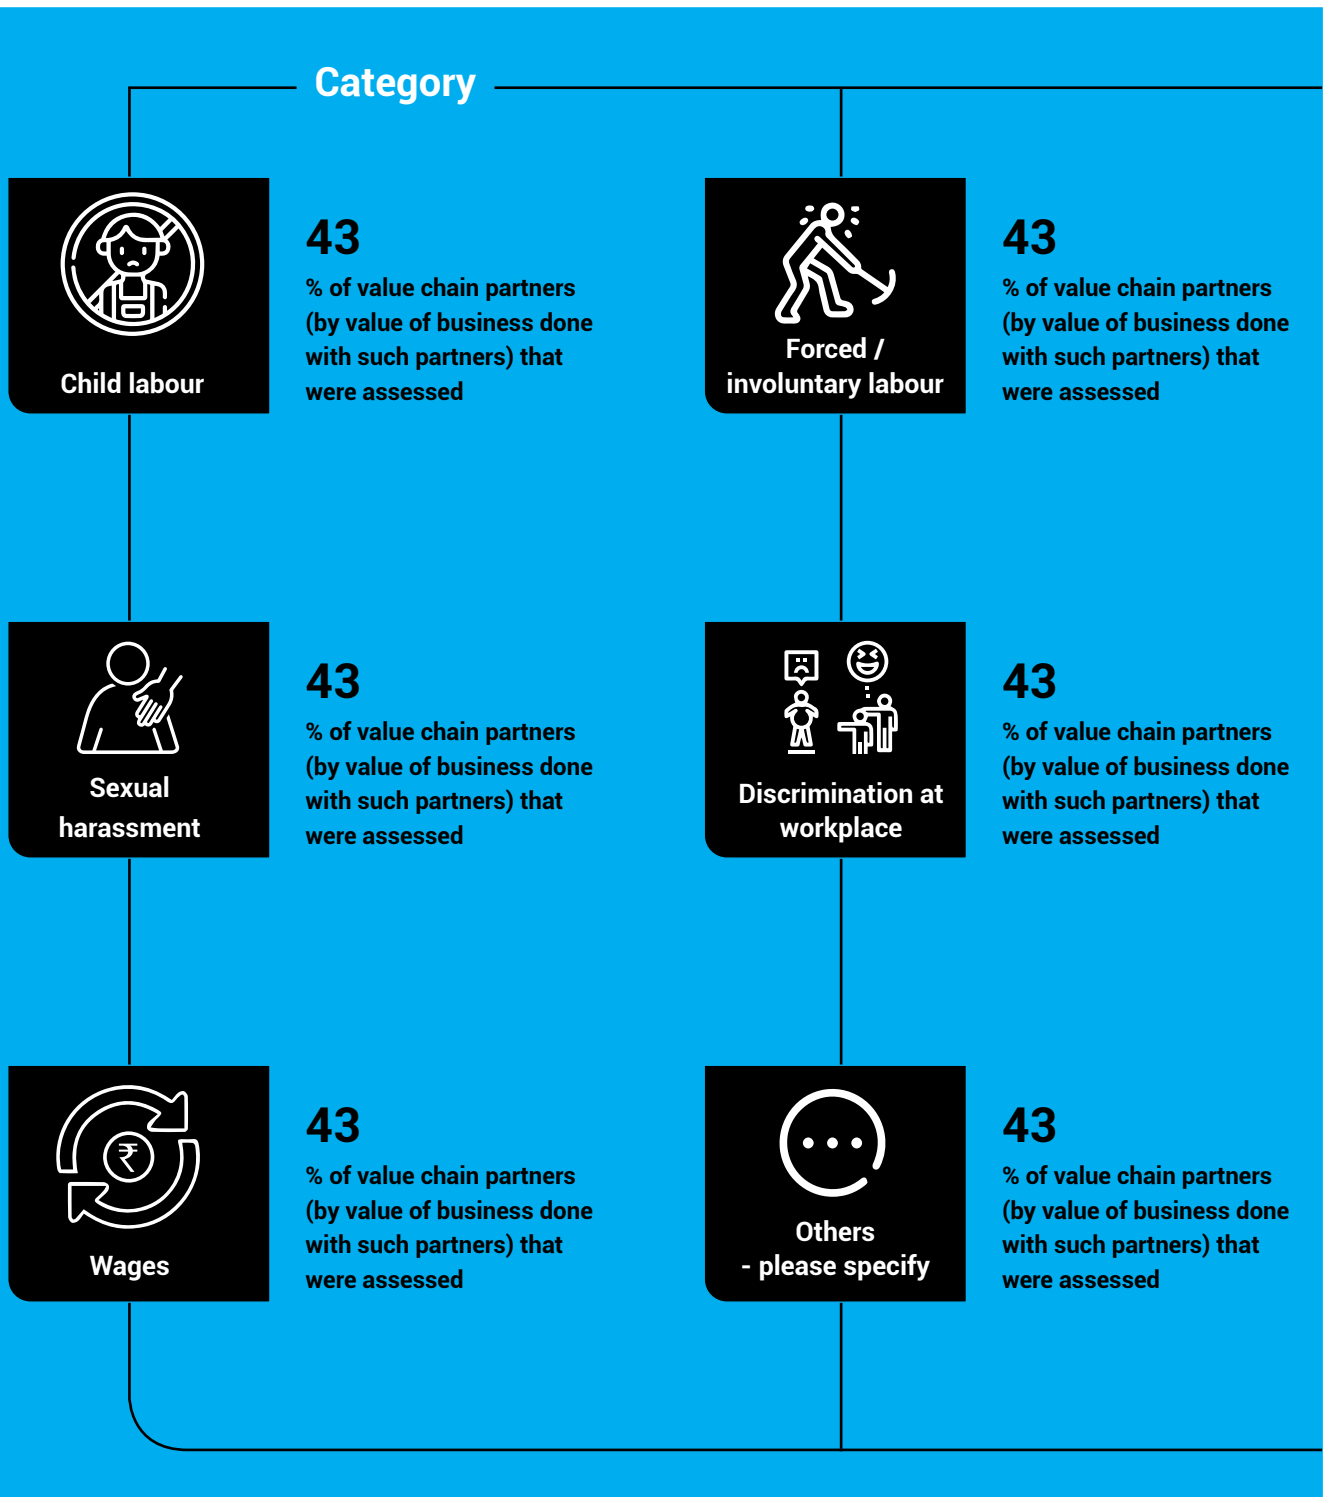 Category
Child labour
43
% of value chain partners
(by value of business done
with such partners) that
were assessed
Forced /
involuntary labour
43
% of value chain partners
(by value of business done
with such partners) that
were assessed
Sexual
harassment
43
% of value chain partners
(by value of business done
with such partners) that
were assessed
Discrimination at
workplace
43
% of value chain partners
(by value of business done
with such partners) that
were assessed
₹
Wages
43
% of value chain partners
(by value of business done
with such partners) that
were assessed
Others
- please specify
43
% of value chain partners
(by value of business done
with such partners) that
were assessed